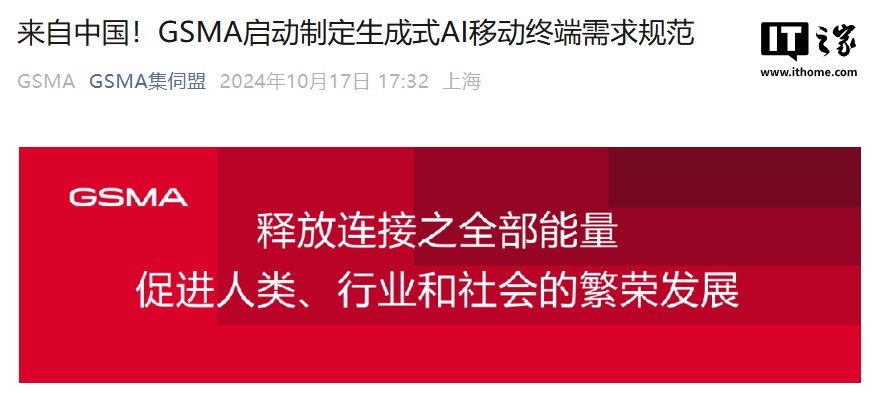 来自中国！GSMA启动制定生成式AI移动终端需求规范
GSMA GSMA集伺盟 2024年10月17日 17:32 上海
IT之家
www.ithome.com
GSMA
释放连接之全部能量
促进人类、行业和社会的繁荣发展